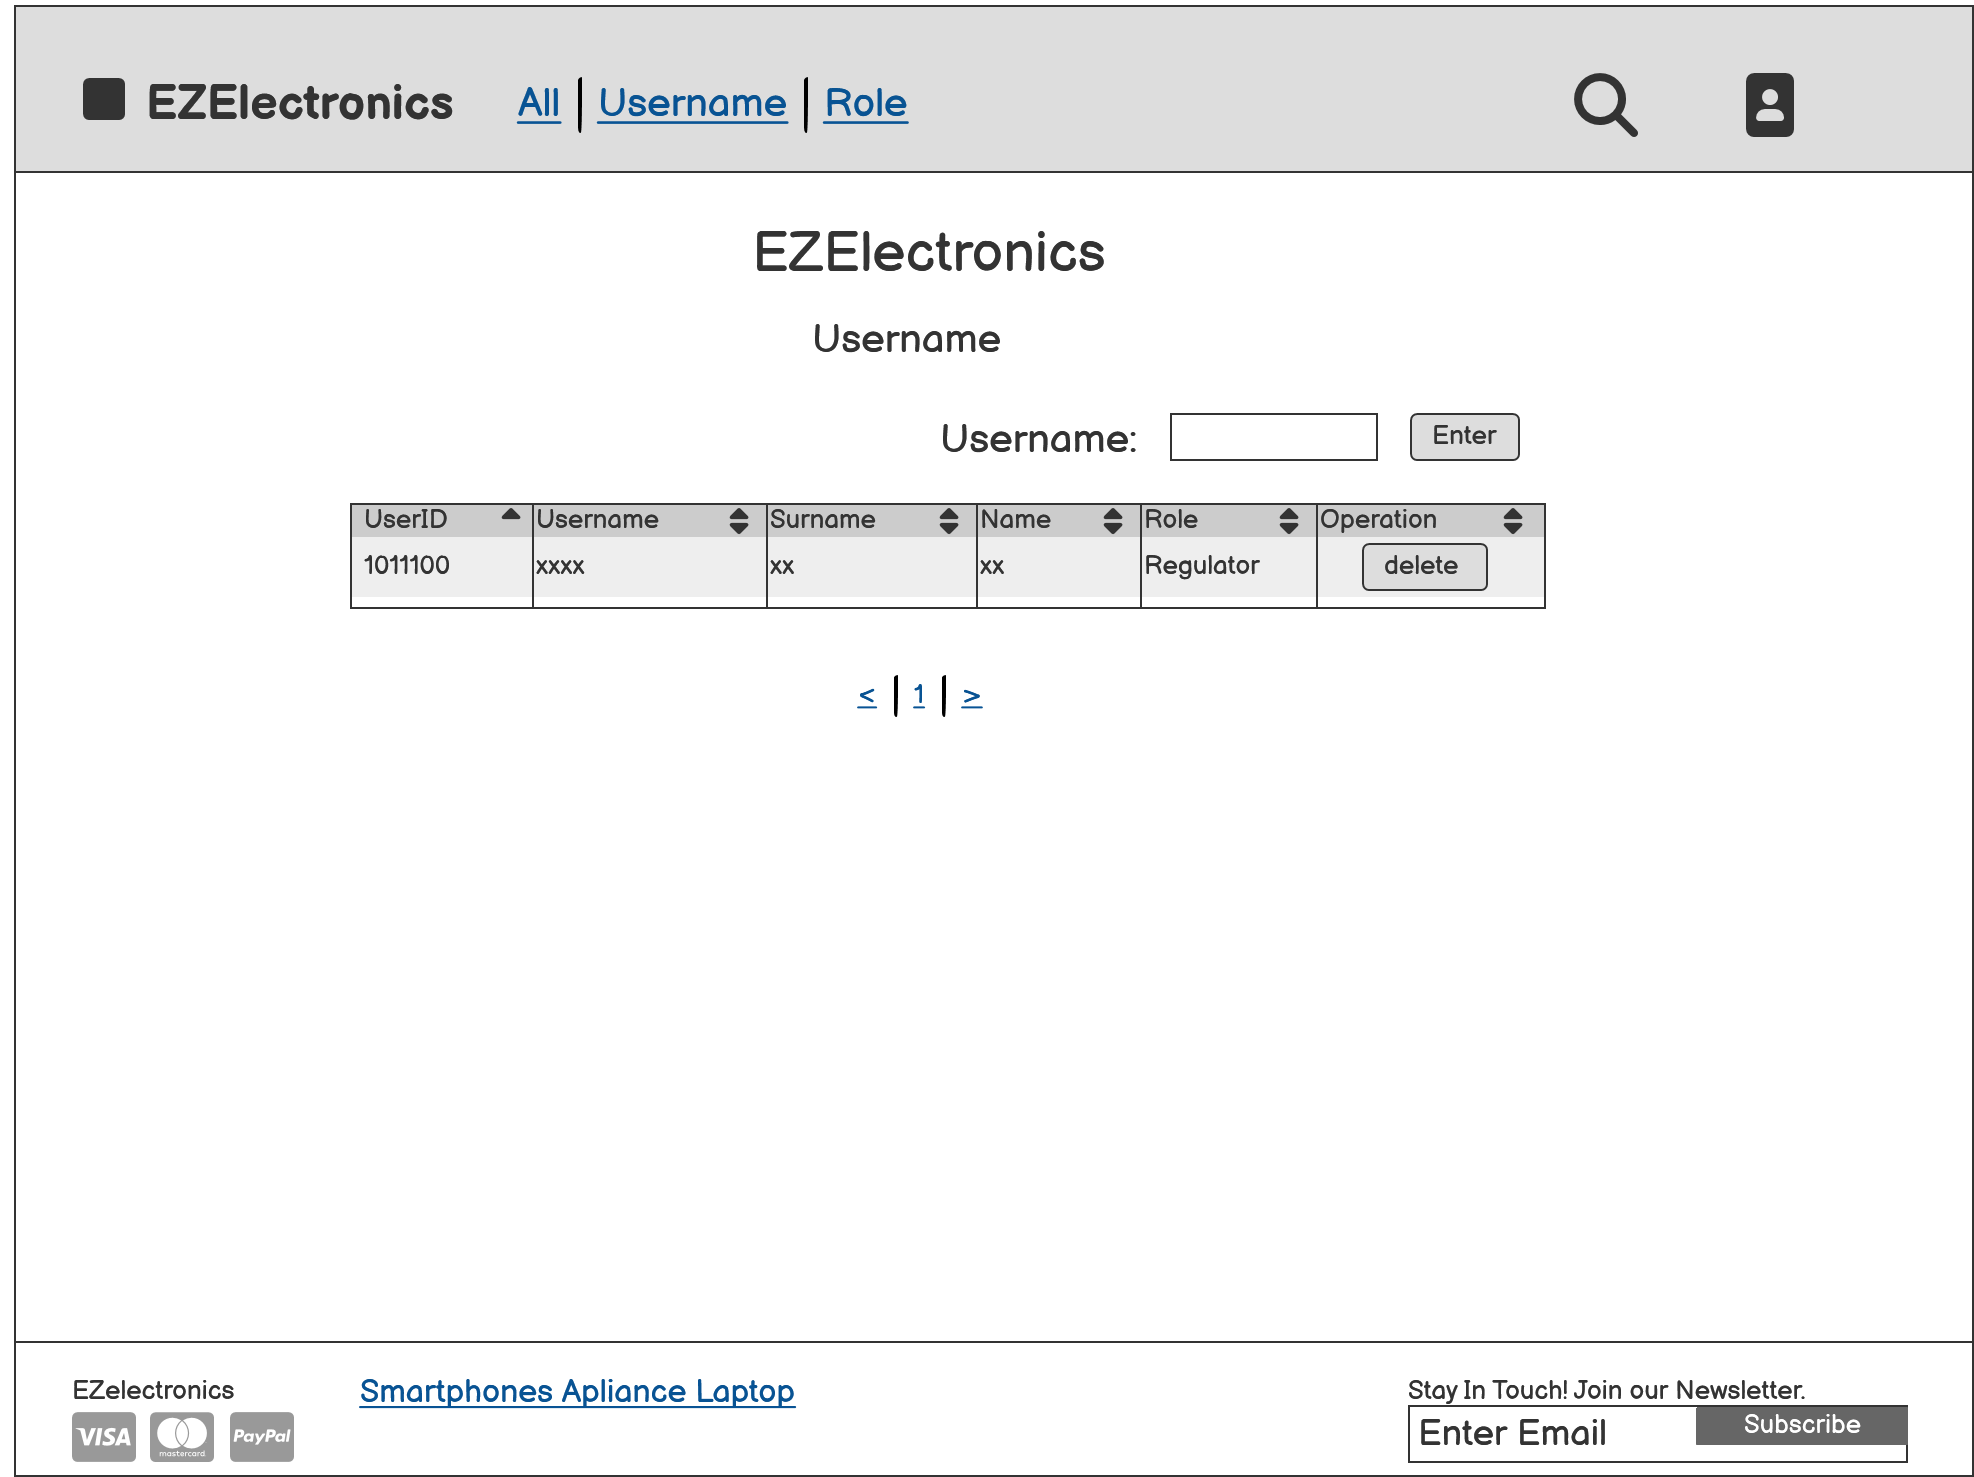 EZElectronics All Username Role
EZElectronics
Username
Username: Enter
UserID Username Surname Name Role Operation
1011100 xxxx xx xx Regulator delete
< 1 >
EZelectronics Smartphones Apliance Laptop Stay In Touch! Join our Newsletter.
Enter Email Subscribe
VISA mastercard PayPal